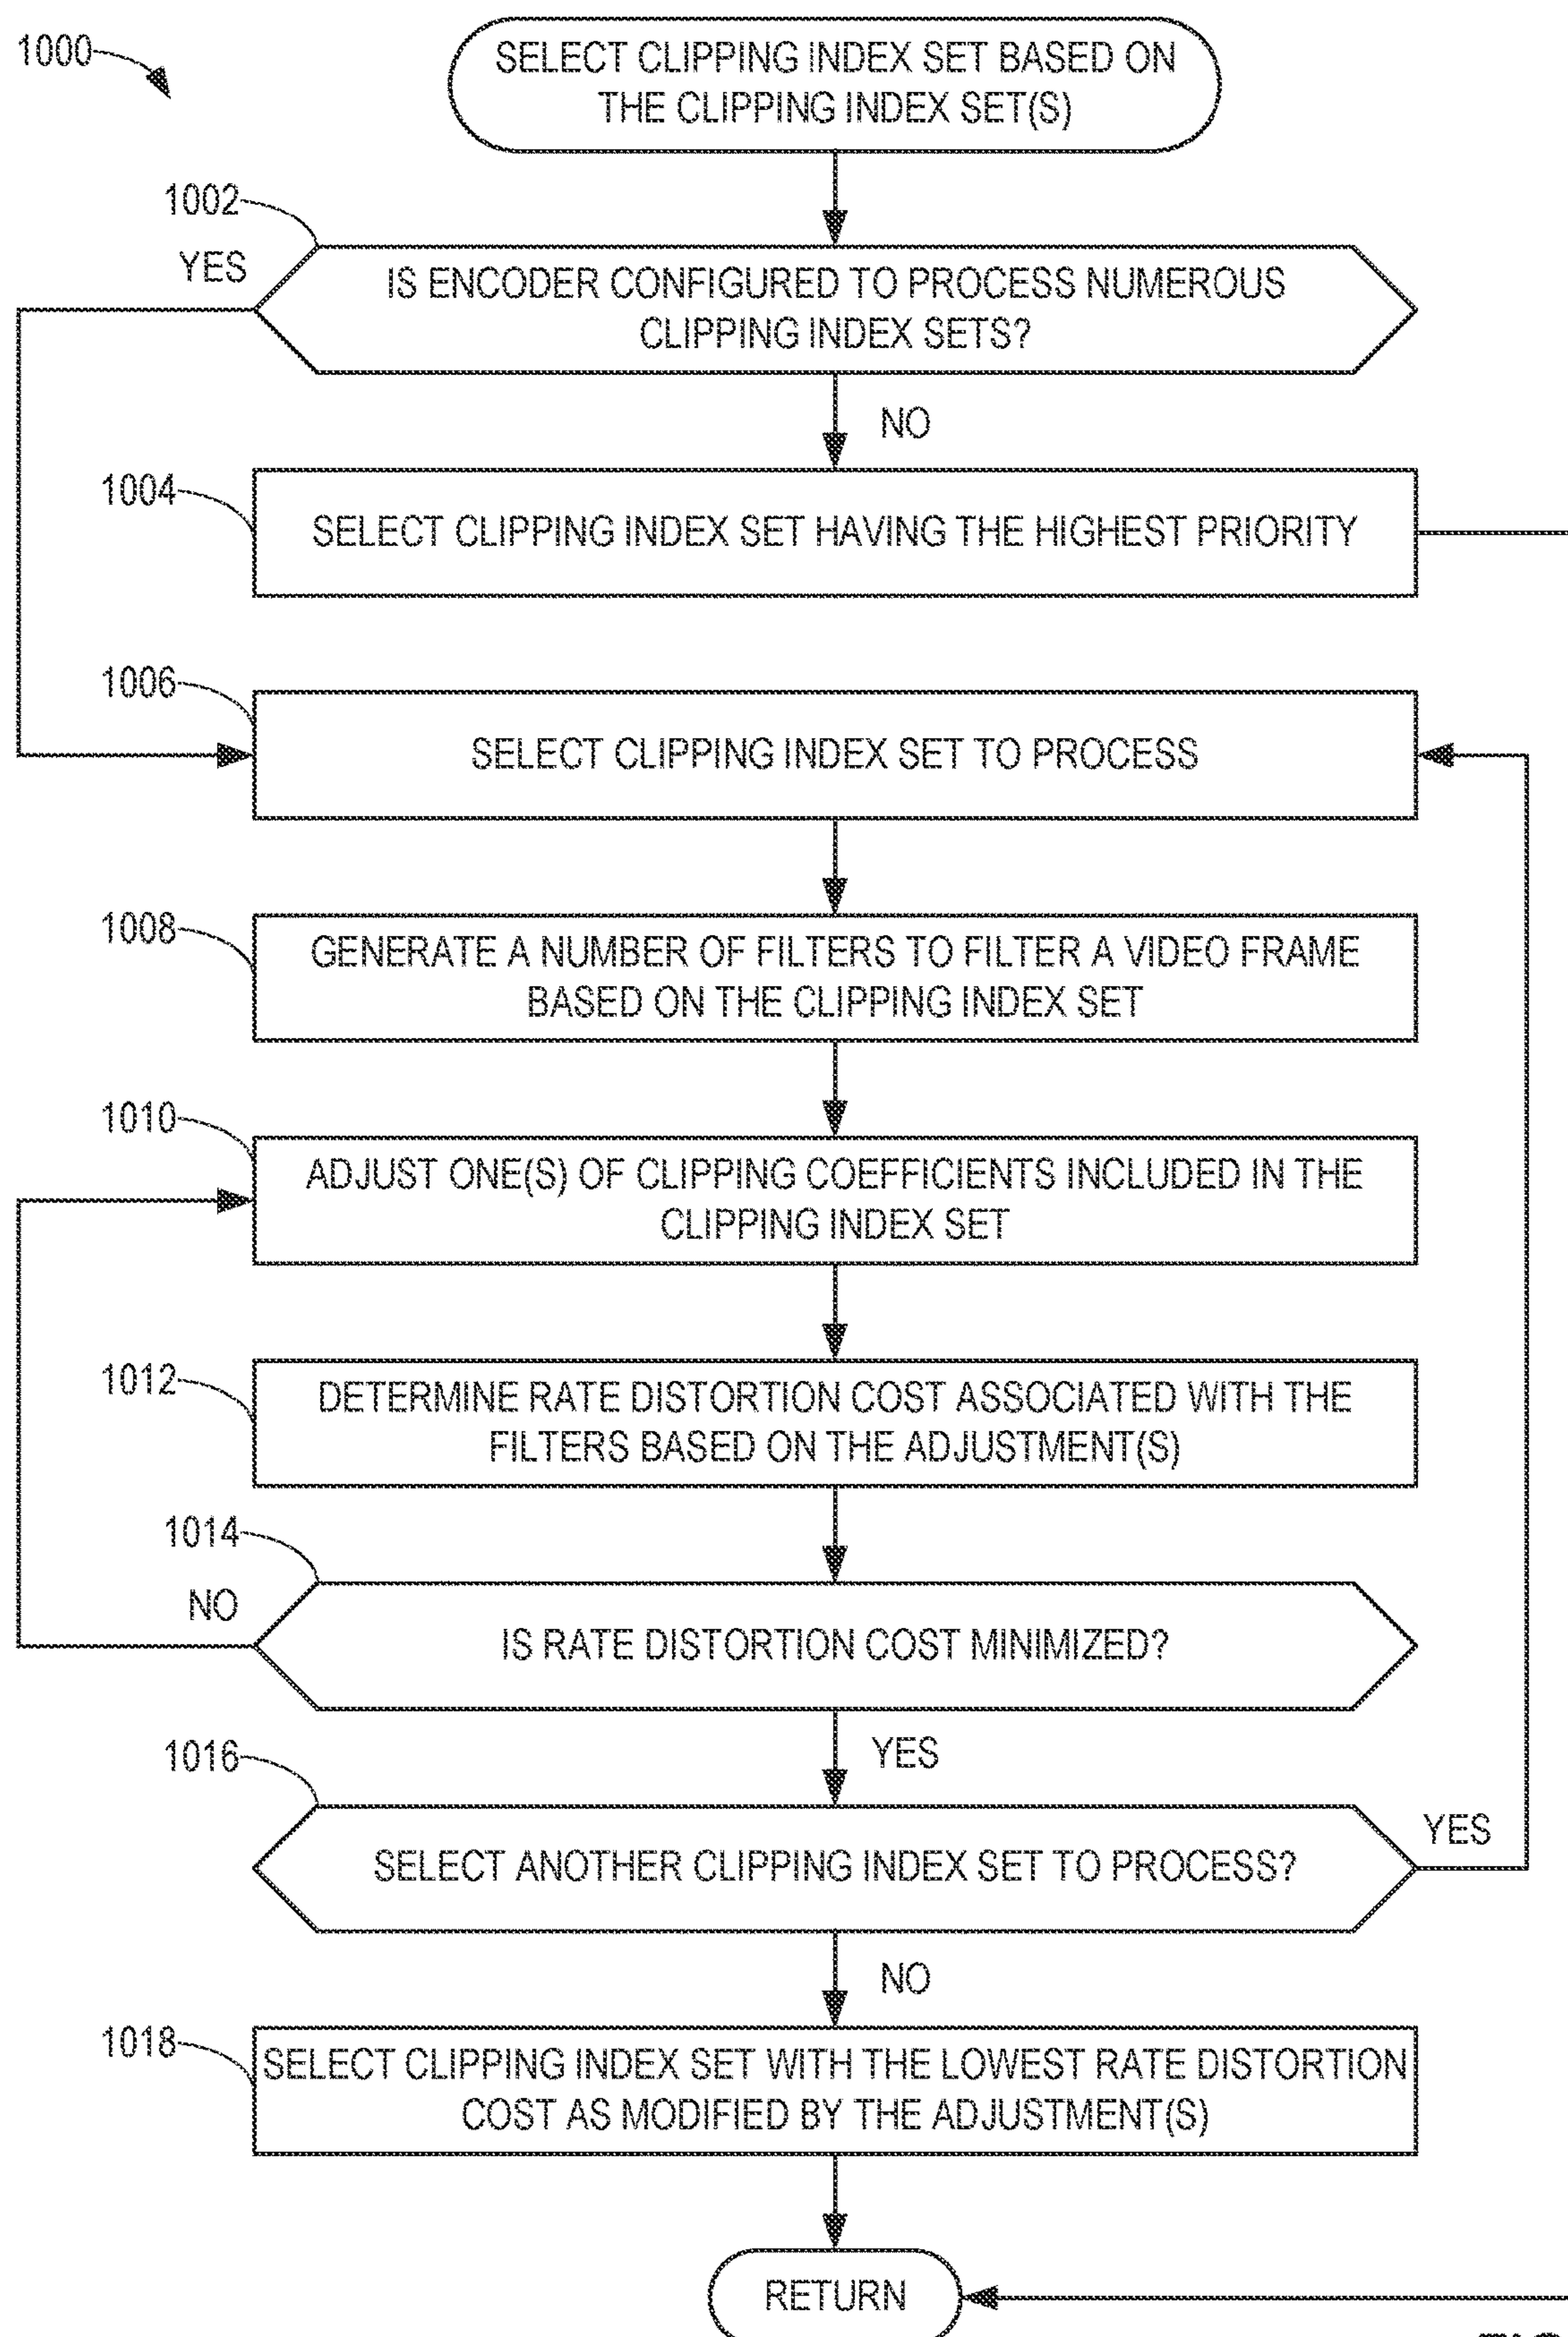 1000
SELECT CLIPPING INDEX SET BASED ON
THE CLIPPING INDEX SET(S)
1002
YES
IS ENCODER CONFIGURED TO PROCESS NUMEROUS
CLIPPING INDEX SETS?
NO
1004
SELECT CLIPPING INDEX SET HAVING THE HIGHEST PRIORITY
1006
SELECT CLIPPING INDEX SET TO PROCESS
1008
GENERATE A NUMBER OF FILTERS TO FILTER A VIDEO FRAME
BASED ON THE CLIPPING INDEX SET
1010
ADJUST ONE(S) OF CLIPPING COEFFICIENTS INCLUDED IN THE
CLIPPING INDEX SET
1012
DETERMINE RATE DISTORTION COST ASSOCIATED WITH THE
FILTERS BASED ON THE ADJUSTMENT(S)
1014
NO
IS RATE DISTORTION COST MINIMIZED?
YES
1016
SELECT ANOTHER CLIPPING INDEX SET TO PROCESS?
YES
NO
1018
SELECT CLIPPING INDEX SET WITH THE LOWEST RATE DISTORTION
COST AS MODIFIED BY THE ADJUSTMENT(S)
RETURN